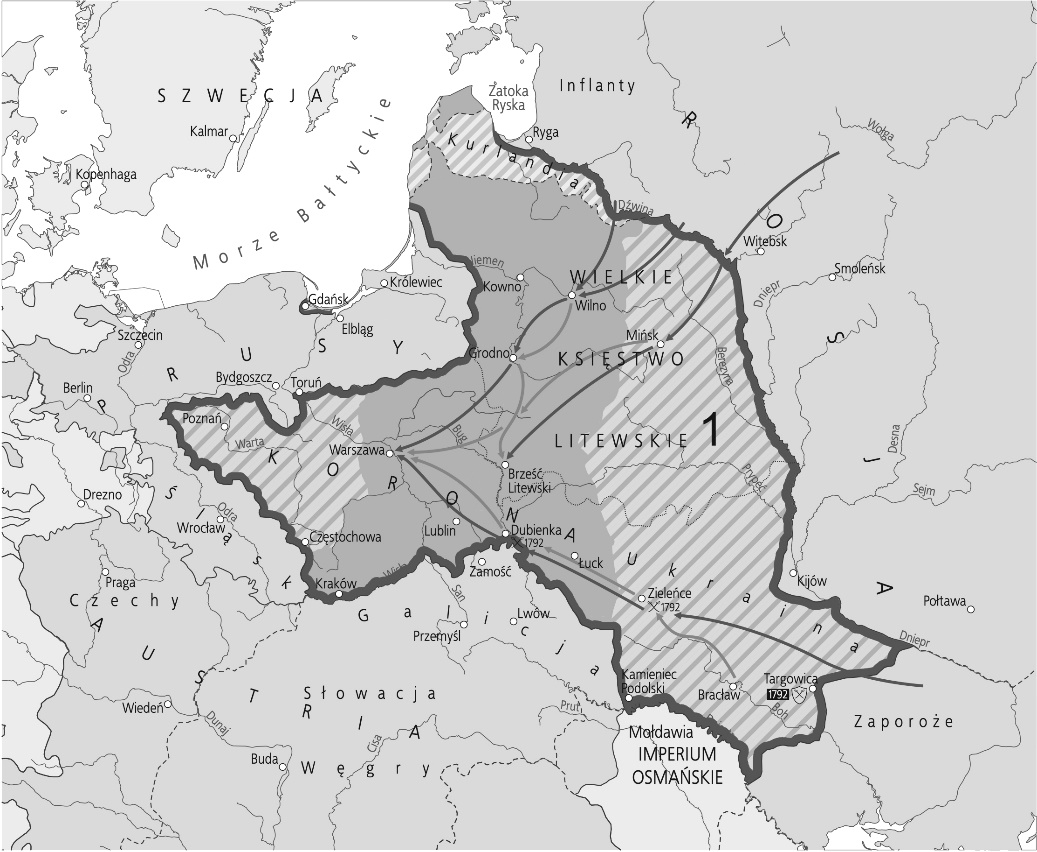 Zatoka
Ryska
Inflanty
SZWECJA
R
Kalmar
Ryga
Wołga
Kurlandia
Kopenhaga
Morze Bałtyckie
Dźwina
O
Witebsk
Niemen
Smoleńsk
Królewiec
Kowno
WIELKIE
Dniepr
Gdańsk
Wilno
Elbląg
Szczecin
Mińsk
S
Odra
PRUSY
Grodno
KSIĘSTWO
Berezyna
Bydgoszcz
Toruń
Berlin
Poznań
Wisła
Warta
Bug
LITEWSKIE
1
Desna
Warszawa
KORONA
J
Brześć
Litewski
Prypeć
Sejm
Drezno
Śląsk
Odra
Wrocław
Lublin
Dubienka
1792
Częstochowa
Łuck
Zamość
Ukraina
Praga
Kraków
Wisła
Kijów
A
Czechy
San
Zieleńce
1792
Połtawa
Galicja
Lwów
Przemyśl
Dniepr
AUSTRIA
Kamieniec
Podolski
Targowica
1792
Bracław
Słowacja
Wiedeń
Prut
Boh
Dunaj
Zaporoże
Mołdawia
Cisa
IMPERIUM
OSMAŃSKIE
Buda
Węgry